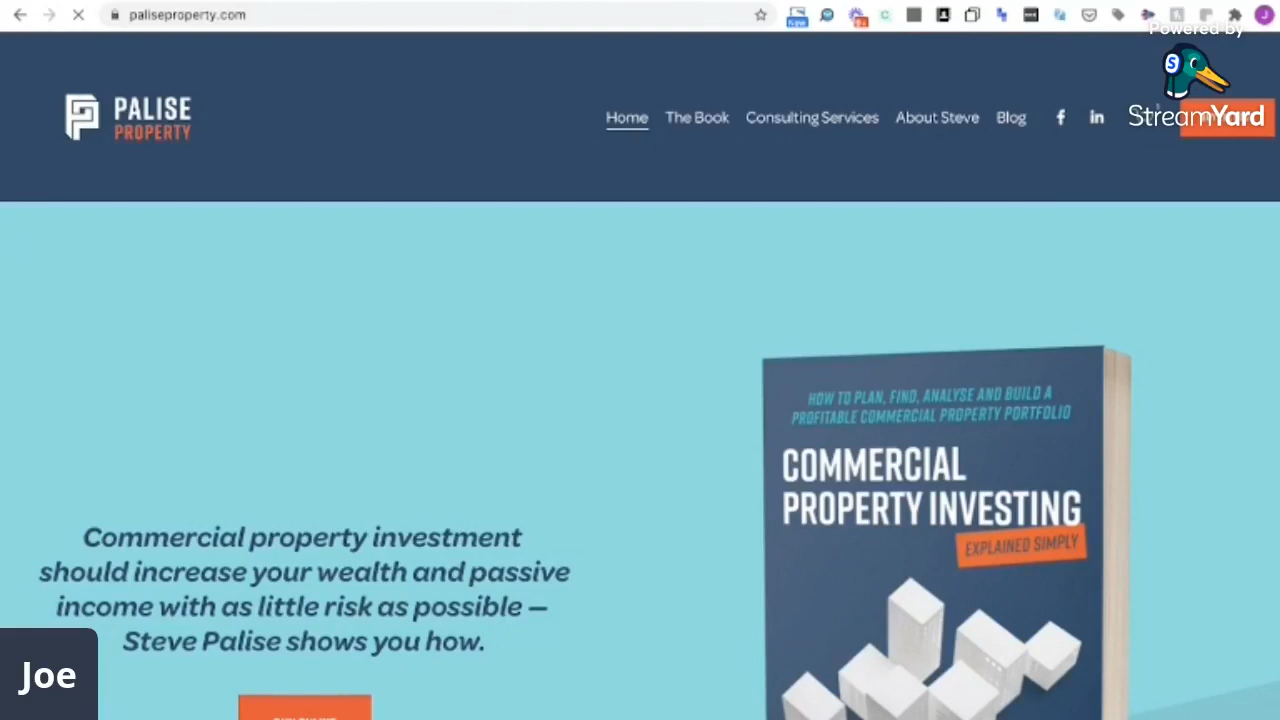 paliseproperty.com
New
J
Powered by
S
StreamYard
PALISE
PROPERTY
Home The Book Consulting Services About Steve Blog
HOW TO PLAN, FIND, ANALYSE AND BUILD A
PROFITABLE COMMERCIAL PROPERTY PORTFOLIO
COMMERCIAL
PROPERTY INVESTING
EXPLAINED SIMPLY
Commercial property investment
should increase your wealth and passive
income with as little risk as possible —
Steve Palise shows you how.
Joe